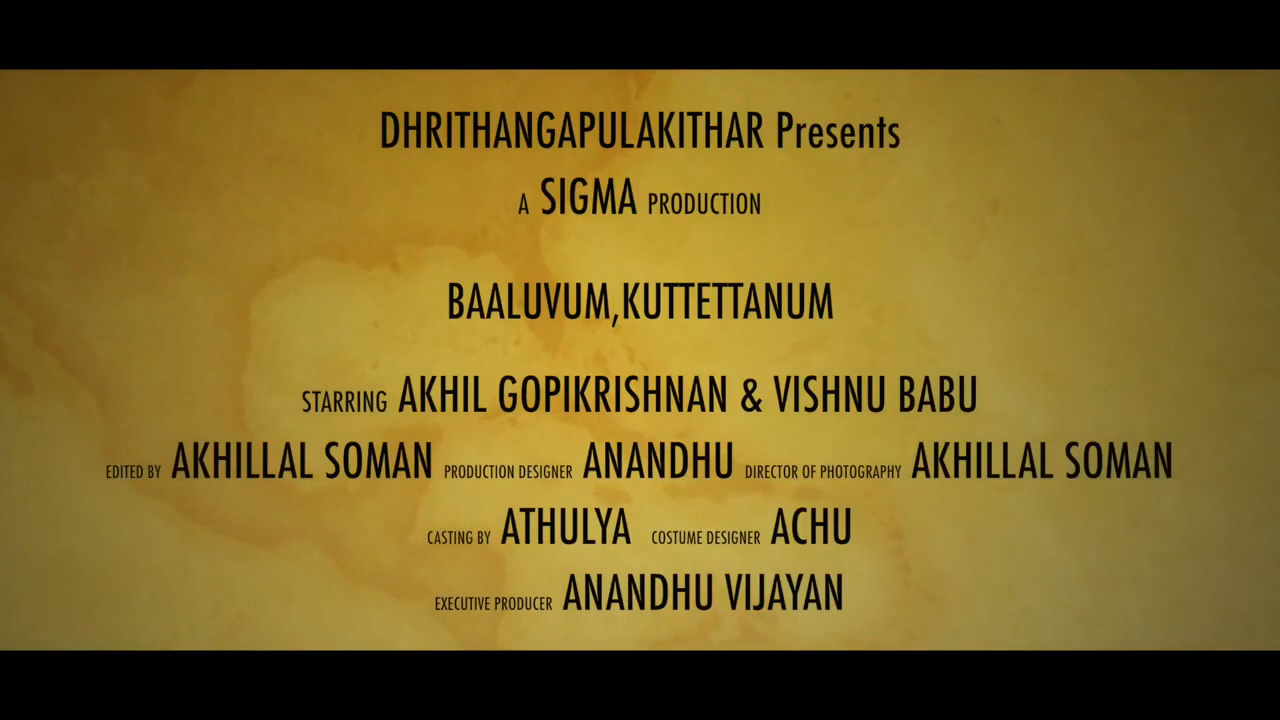 DHRITHANGAPULAKITHAR Presents
A SIGMA PRODUCTION
BAALUVUM,KUTTETTANUM
STARRING AKHIL GOPIKRISHNAN & VISHNU BABU
EDITED BY AKHILLAL SOMAN PRODUCTION DESIGNER ANANDHU DIRECTOR OF PHOTOGRAPHY AKHILLAL SOMAN
CASTING BY ATHULYA COSTUME DESIGNER ACHU
EXECUTIVE PRODUCER ANANDHU VIJAYAN